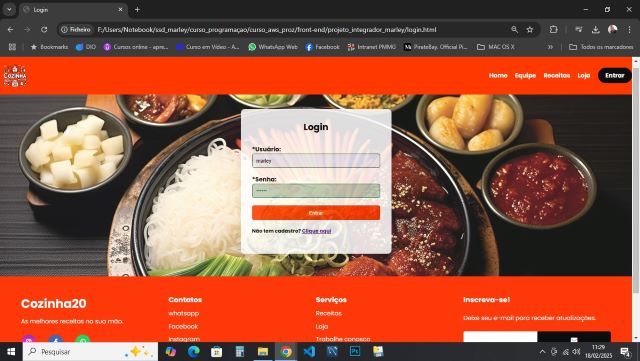 Login
Ficheiro F:/Users/Notebook/ssd_marley/curso_programaçao/curso_aws_proz/front-end/projeto_integrador_marley/login.html
Bookmarks DIO Cursos online - apre... Curso em Vídeo - A... WhatsApp Web Facebook Intranet PMMG PirateBay. Official Pi... MAC OS X » Todos os marcadores
COZINHA
Home Equipe Receitas Loja Entrar
Login
*Usuário:
marley
*Senha:
Entrar
Não tem cadastro? Clique aqui
Cozinha20
As melhores receitas na sua mão.
Contatos
whatsapp
Facebook
Instagram
Serviços
Receitas
Loja
Trabalhe conosco
Inscreva-se!
Deixe seu e-mail para receber atualizações.
Pesquisar
11:29
18/02/2025